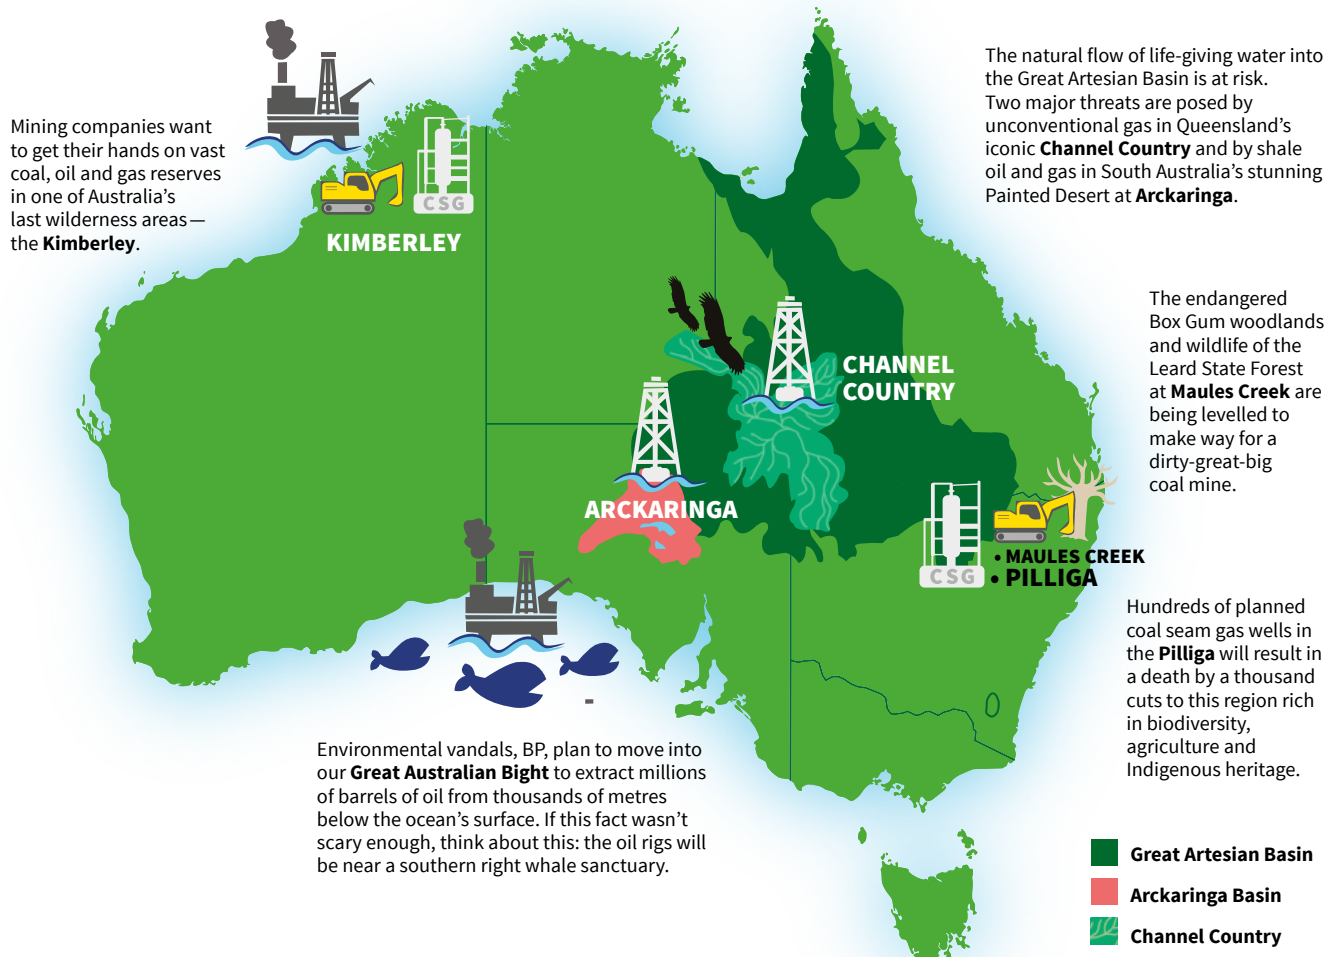 Mining companies want
to get their hands on vast
coal, oil and gas reserves
in one of Australia's
last wilderness areas—
the Kimberley.
CSG
KIMBERLEY
The natural flow of life-giving water into
the Great Artesian Basin is at risk.
Two major threats are posed by
unconventional gas in Queensland's
iconic Channel Country and by shale
oil and gas in South Australia's stunning
Painted Desert at Arckaringa.
CHANNEL
COUNTRY
The endangered
Box Gum woodlands
and wildlife of the
Leard State Forest
at Maules Creek are
being levelled to
make way for a
dirty-great-big
coal mine.
ARCKARINGA
CSG
• MAULES CREEK
• PILLIGA
Hundreds of planned
coal seam gas wells in
the Pilliga will result in
a death by a thousand
cuts to this region rich
in biodiversity,
agriculture and
Indigenous heritage.
Environmental vandals, BP, plan to move into
our Great Australian Bight to extract millions
of barrels of oil from thousands of metres
below the ocean's surface. If this fact wasn't
scary enough, think about this: the oil rigs will
be near a southern right whale sanctuary.
Great Artesian Basin
Arckaringa Basin
Channel Country